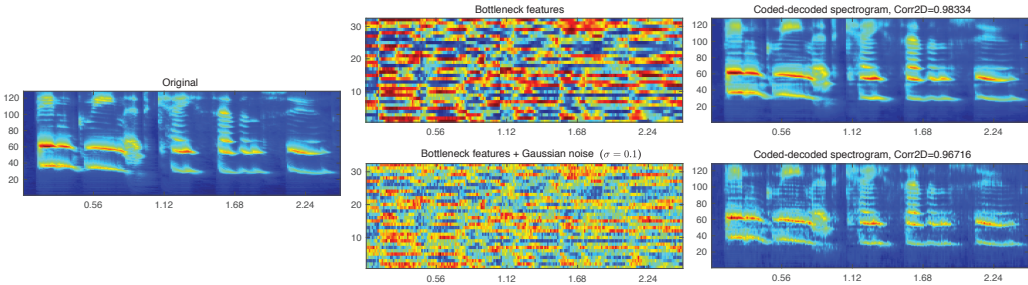 Original
120
100
80
60
40
20
0.56 1.12 1.68 2.24
Bottleneck features
30
20
10
0.56 1.12 1.68 2.24
Coded-decoded spectrogram, Corr2D=0.98334
120
100
80
60
40
20
0.56 1.12 1.68 2.24
Bottleneck features + Gaussian noise (σ = 0.1)
30
20
10
0.56 1.12 1.68 2.24
Coded-decoded spectrogram, Corr2D=0.96716
120
100
80
60
40
20
0.56 1.12 1.68 2.24